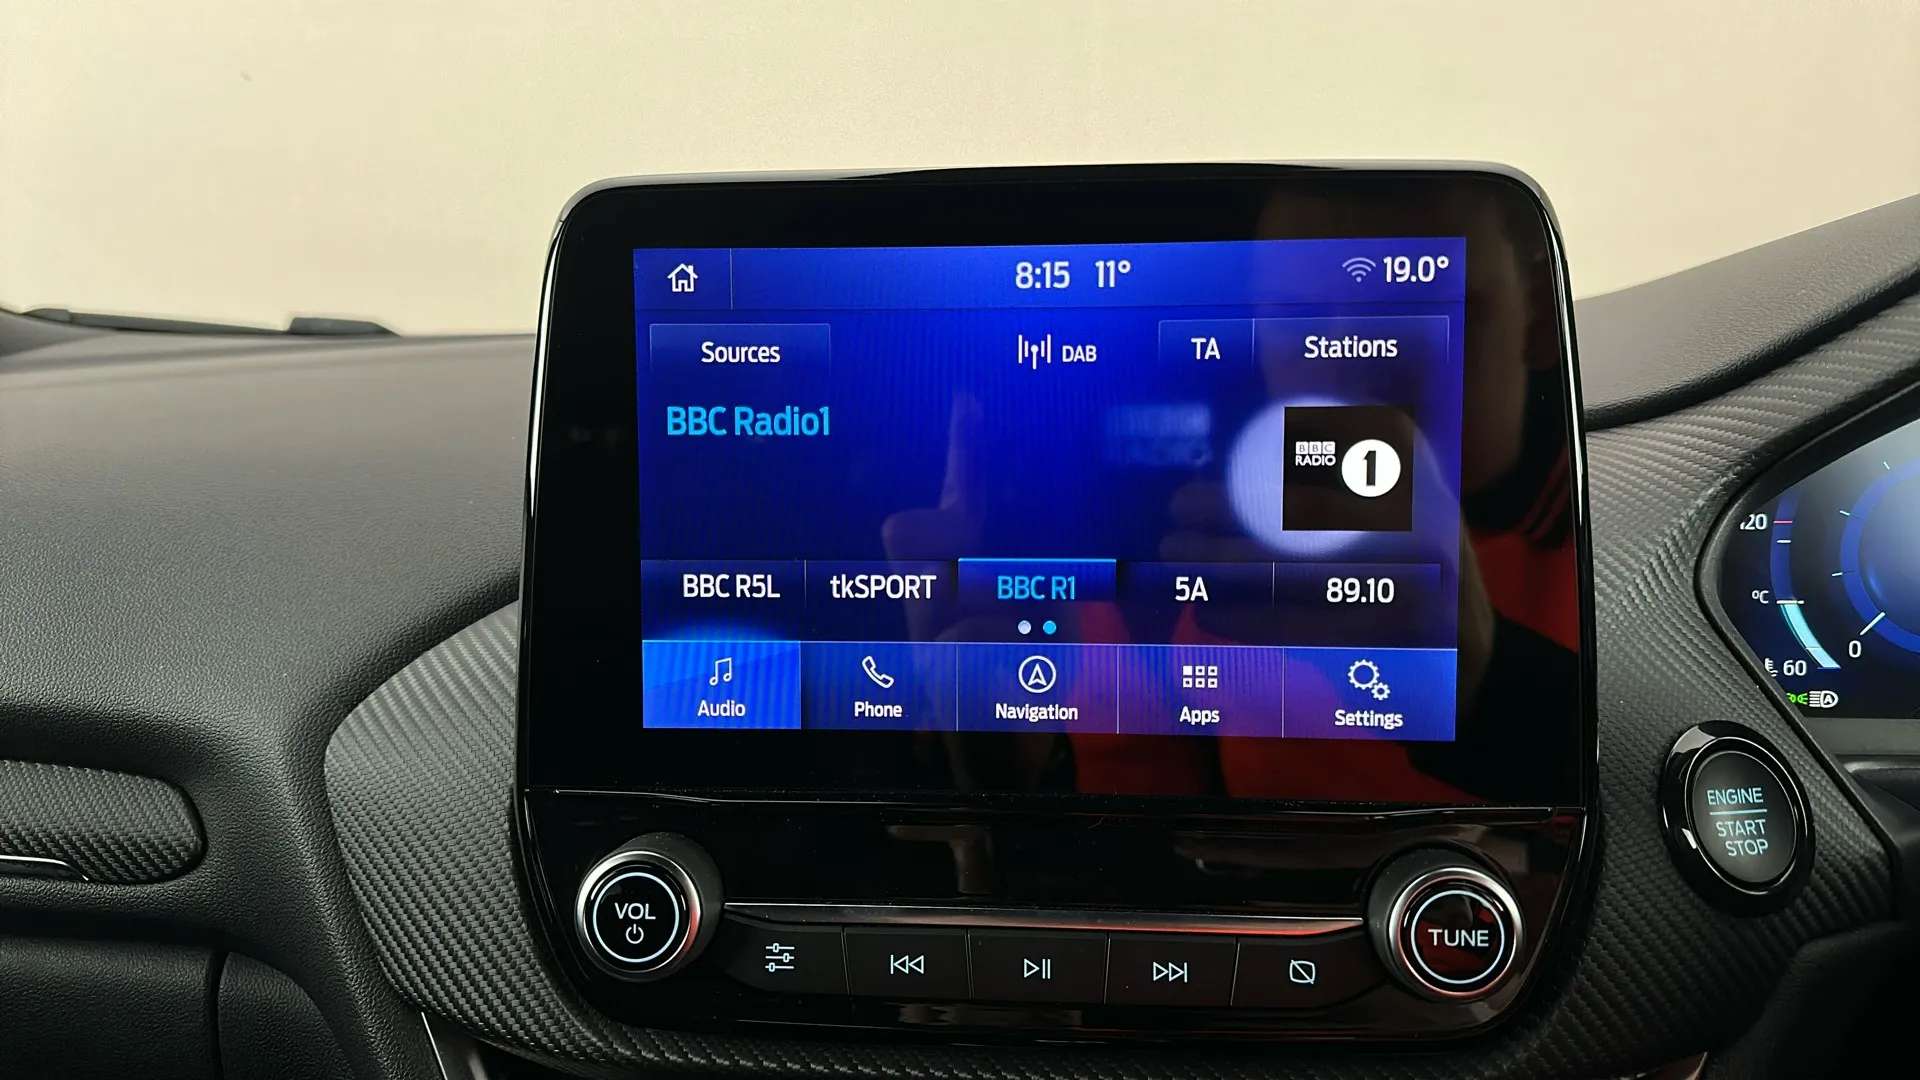 8:15 11° 19.0°
Sources DAB TA Stations
BBC Radio1
BBC
RADIO 1
BBC R5L tkSPORT BBC R1 5A 89.10
Audio Phone Navigation Apps Settings
VOL
TUNE
ENGINE
START
STOP
120
°C
60
0
A